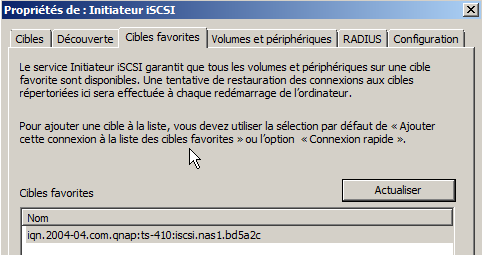 Propriétés de : Initiateur iSCSI
Cibles Découverte Cibles favorites Volumes et périphériques RADIUS Configuration
Le service Initiateur iSCSI garantit que tous les volumes et périphériques sur une cible
favorite sont disponibles. Une tentative de restauration des connexions aux cibles
répertoriées ici sera effectuée à chaque redémarrage de l'ordinateur.
Pour ajouter une cible à la liste, vous devez utiliser la sélection par défaut de « Ajouter
cette connexion à la liste des cibles favorites » ou l'option « Connexion rapide ».
Cibles favorites
Actualiser
Nom
iqn.2004-04.com.qnap:ts-410:iscsi.nas1.bd5a2c